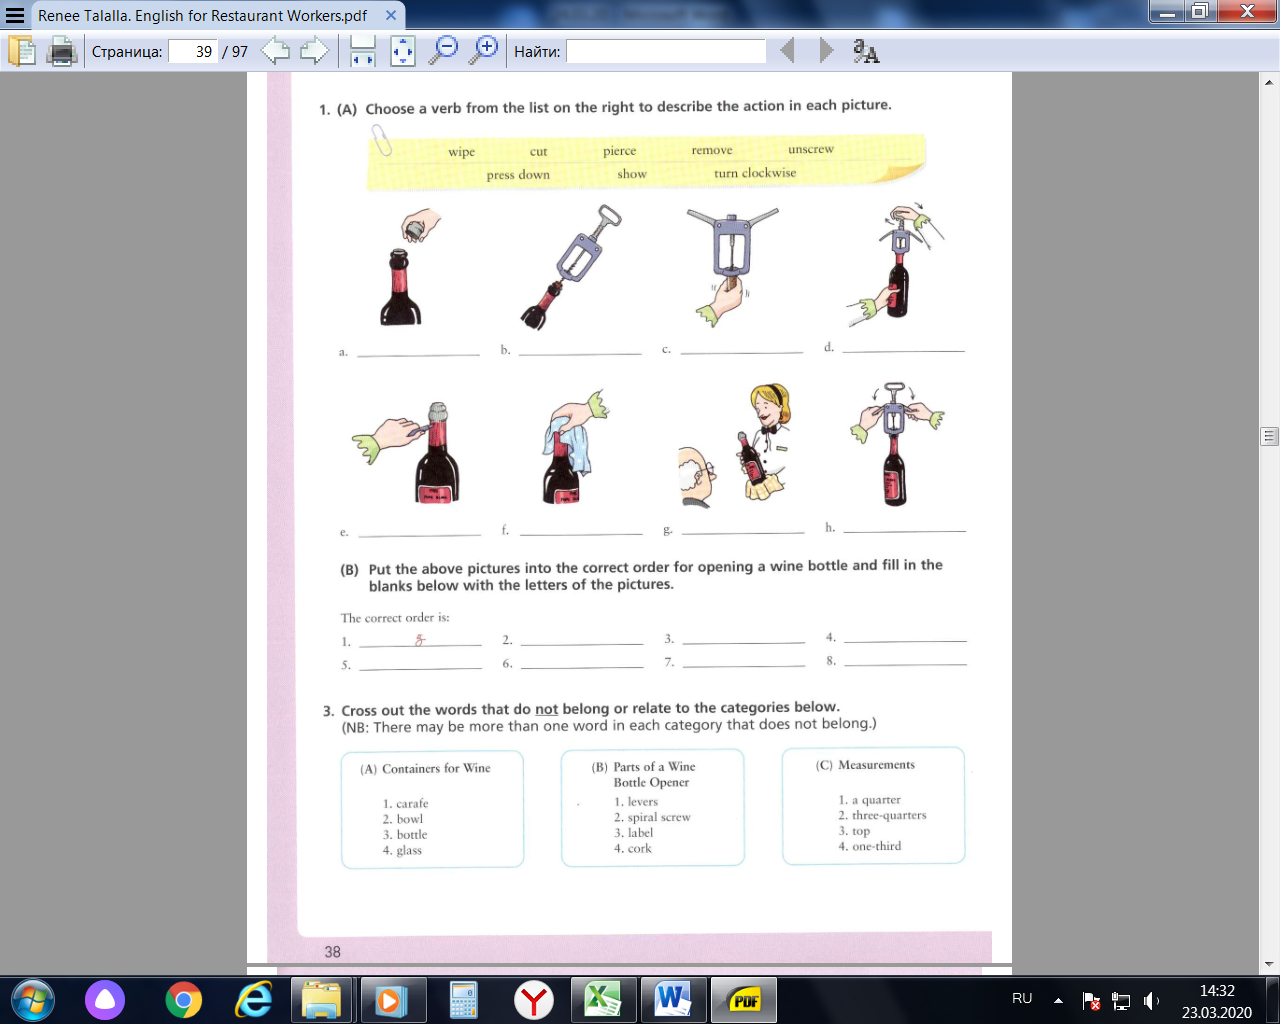 Renee Talalla. English for Restaurant Workers.pdf
Страница: 39 / 97 Найти:
1. (A) Choose a verb from the list on the right to describe the action in each picture.
wipe cut pierce remove unscrew
press down show turn clockwise
a. b. c. d.
e. f. g. h.
(B) Put the above pictures into the correct order for opening a wine bottle and fill in the
blanks below with the letters of the pictures.
The correct order is:
1. g 2. 3. 4.
5. 6. 7. 8.
3. Cross out the words that do not belong or relate to the categories below.
(NB: There may be more than one word in each category that does not belong.)
(A) Containers for Wine
1. carafe
2. bowl
3. bottle
4. glass
(B) Parts of a Wine
Bottle Opener
1. levers
2. spiral screw
3. label
4. cork
(C) Measurements
1. a quarter
2. three-quarters
3. top
4. one-third
38
PDF
RU
14:32
23.03.2020